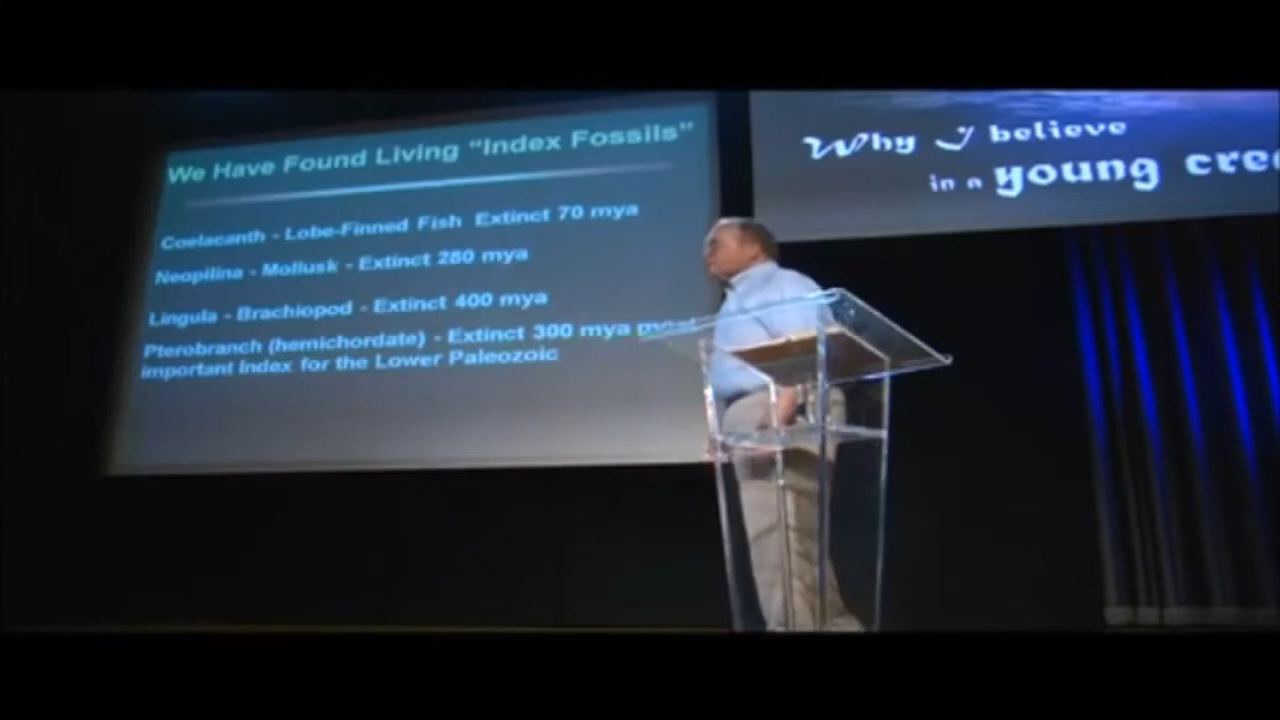 We Have Found Living “Index Fossils”
Coelacanth - Lobe-Finned Fish Extinct 70 mya
Neopilina - Mollusk - Extinct 280 mya
Lingula - Brachiopod - Extinct 400 mya
Pterobranch (hemichordate) - Extinct 300 mya
important Index for the Lower Paleozoic
Why I believe
in a young cre